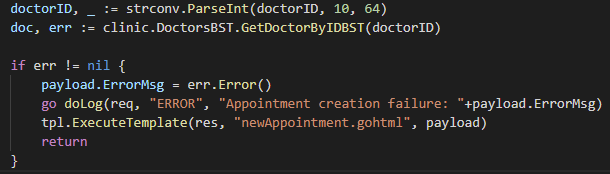 doctorID, _ := strconv.ParseInt(doctorID, 10, 64)
doc, err := clinic.DoctorsBST.GetDoctorByIDBST(doctorID)
if err != nil {
payload.ErrorMsg = err.Error()
go doLog(req, "ERROR", "Appointment creation failure: "+payload.ErrorMsg)
tpl.ExecuteTemplate(res, "newAppointment.gohtml", payload)
return
}